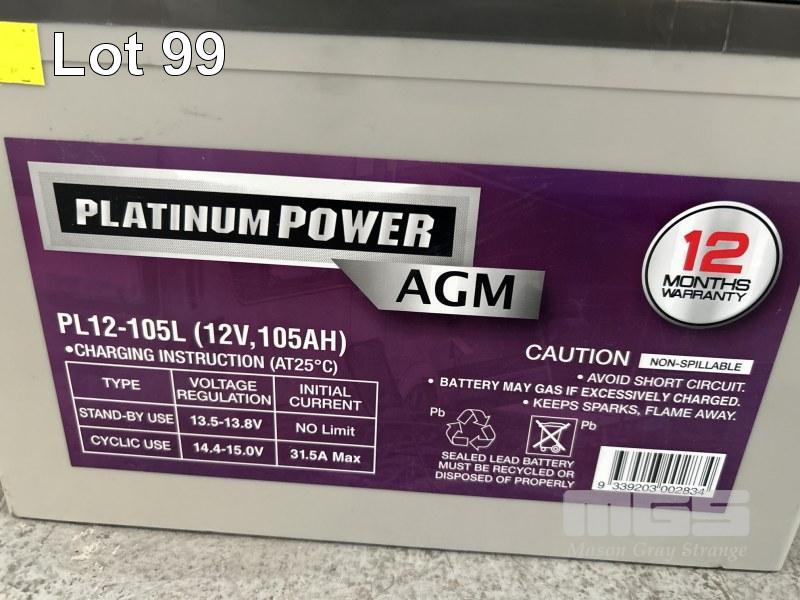 Lot 99
PLATINUM POWER
AGM
12
MONTHS
WARRANTY
PL12-105L (12V,105AH)
•CHARGING INSTRUCTION (AT25°C)
TYPE VOLTAGE REGULATION INITIAL CURRENT
STAND-BY USE 13.5-13.8V NO Limit
CYCLIC USE 14.4-15.0V 31.5A Max
CAUTION NON-SPILLABLE
• AVOID SHORT CIRCUIT.
• BATTERY MAY GAS IF EXCESSIVELY CHARGED.
• KEEPS SPARKS, FLAME AWAY.
Pb Pb
SEALED LEAD BATTERY
MUST BE RECYCLED OR
DISPOSED OF PROPERLY
9 339203 002834
MGS
Mason Gray Strange